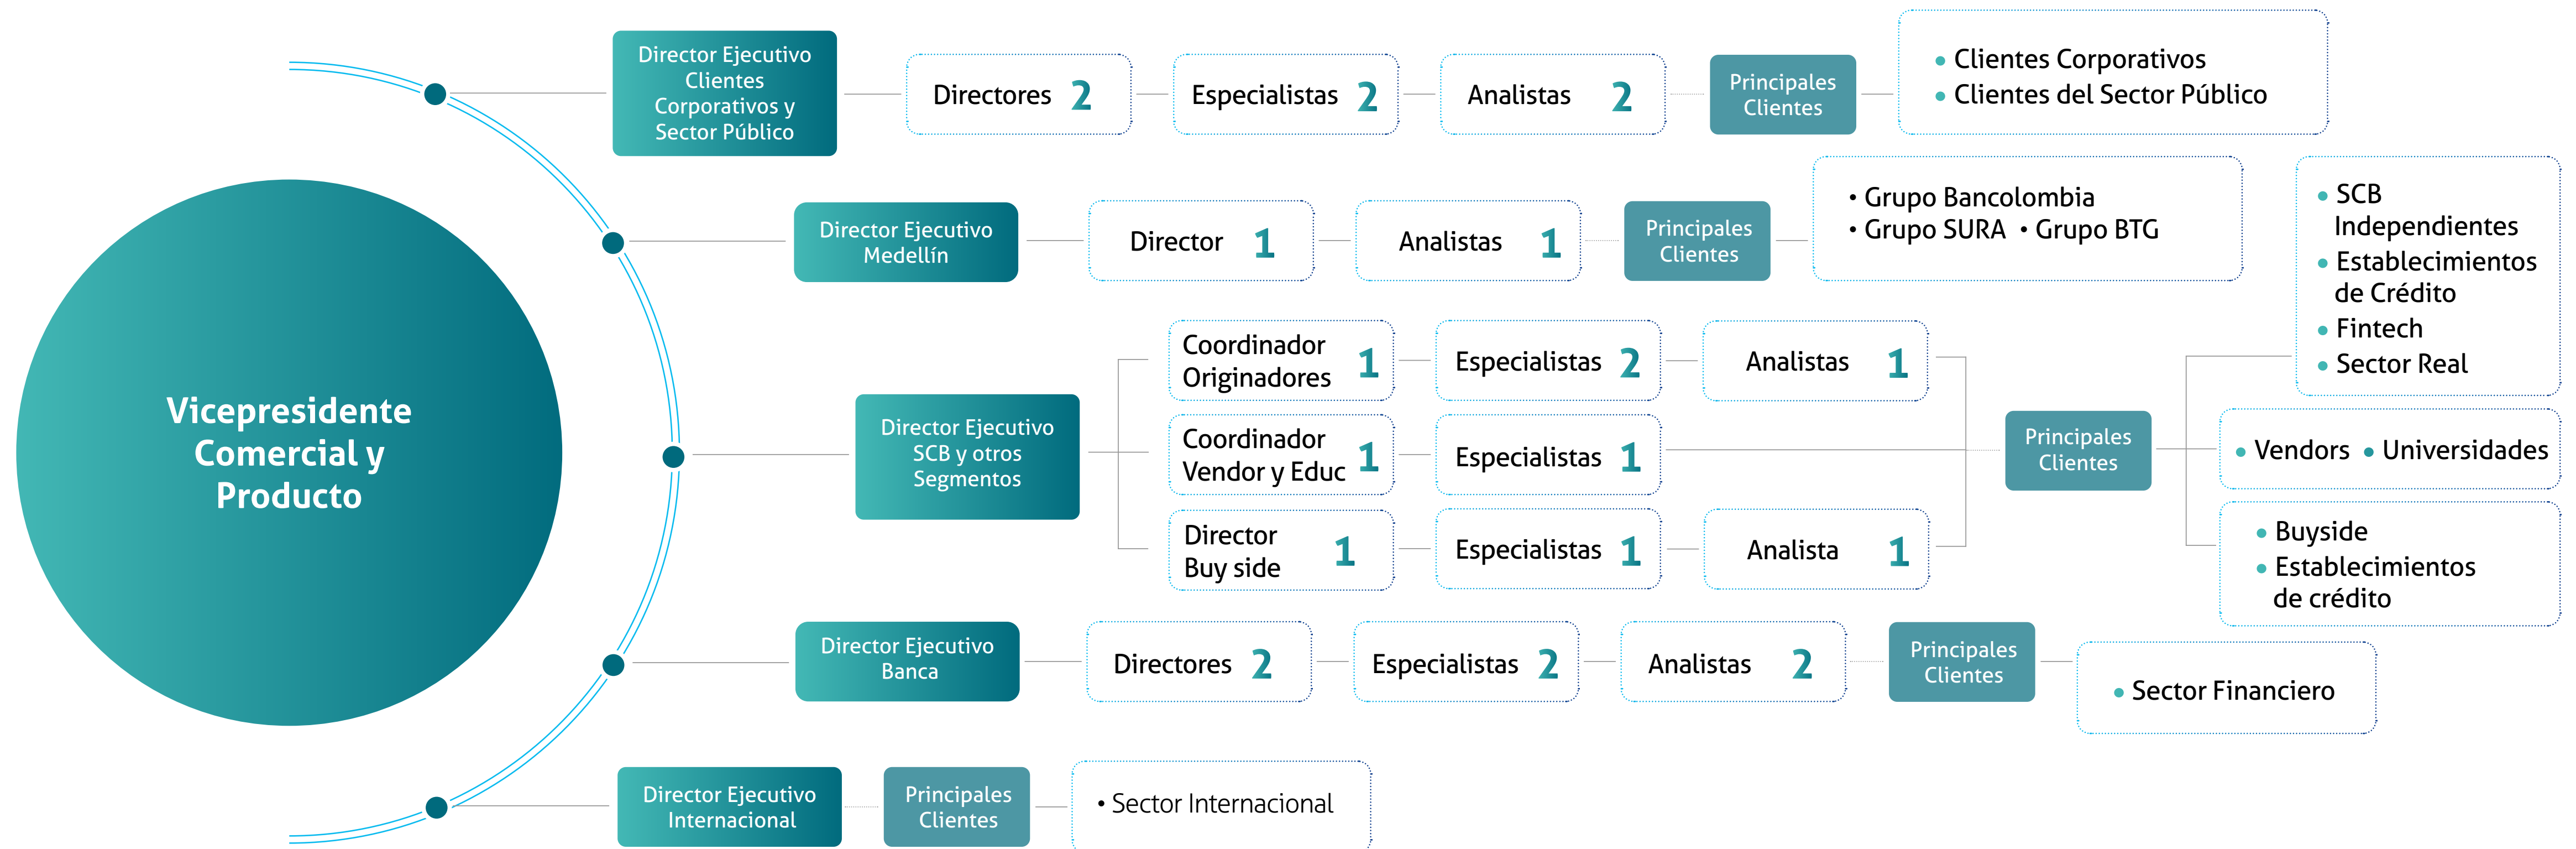 Vicepresidente
Comercial y
Producto
Director Ejecutivo
Clientes
Corporativos y
Sector Público
Directores 2
Especialistas 2
Analistas 2
Principales
Clientes
• Clientes Corporativos
• Clientes del Sector Público
Director Ejecutivo
Medellín
Director 1
Analistas 1
Principales
Clientes
• Grupo Bancolombia
• Grupo SURA • Grupo BTG
Director Ejecutivo
SCB y otros
Segmentos
Coordinador
Originadores 1
Especialistas 2
Analistas 1
Coordinador
Vendor y Educ 1
Especialistas 1
Director
Buy side 1
Especialistas 1
Analista 1
Principales
Clientes
• SCB
Independientes
• Establecimientos
de Crédito
• Fintech
• Sector Real
• Vendors • Universidades
• Buyside
• Establecimientos
de crédito
Director Ejecutivo
Banca
Directores 2
Especialistas 2
Analistas 2
Principales
Clientes
• Sector Financiero
Director Ejecutivo
Internacional
Principales
Clientes
• Sector Internacional